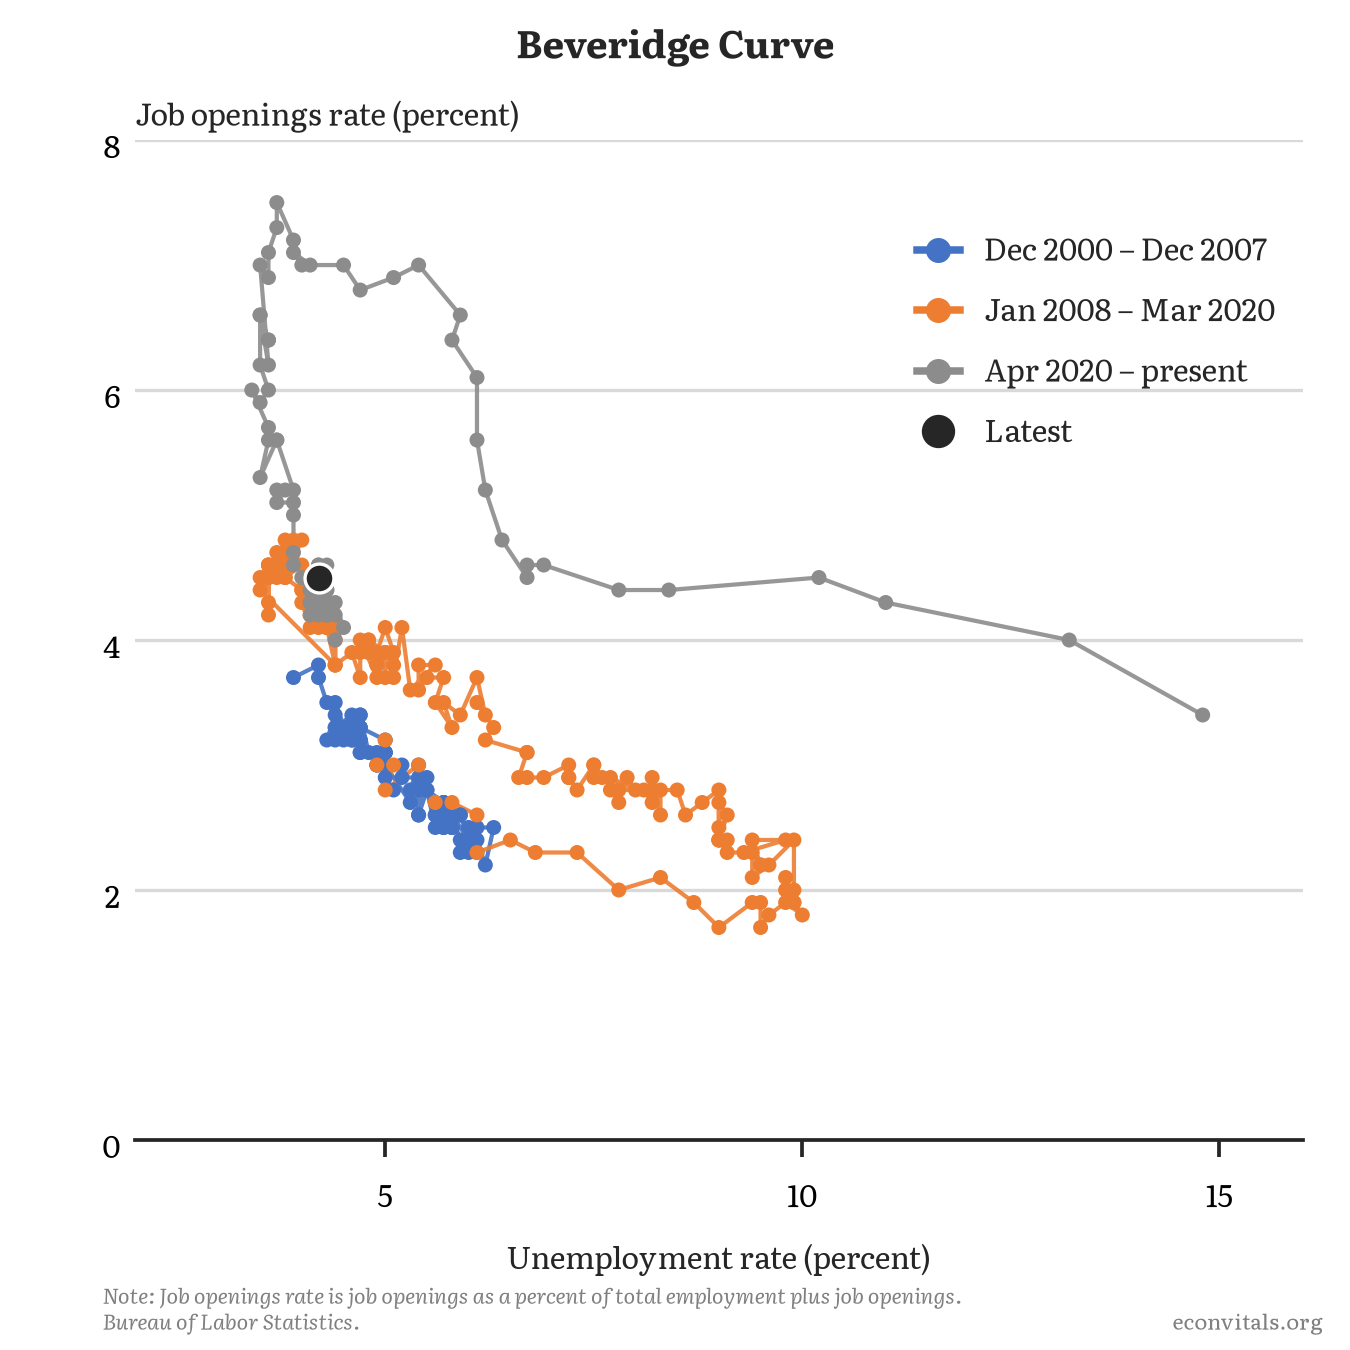 Beveridge Curve
Job openings rate (percent)
8
Dec 2000 – Dec 2007
Jan 2008 – Mar 2020
Apr 2020 – present
6
Latest
4
2
0
5 10 15
Unemployment rate (percent)
Note: Job openings rate is job openings as a percent of total employment plus job openings.
Bureau of Labor Statistics. econvitals.org